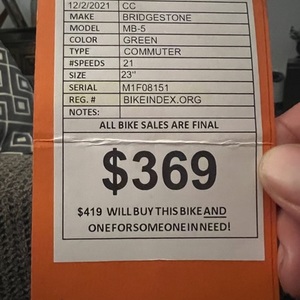 12/2/2021 CC
MAKE BRIDGESTONE
MODEL MB-5
COLOR GREEN
TYPE COMMUTER
#SPEEDS 21
SIZE 23"
SERIAL M1F08151
REG. # BIKEINDEX.ORG
NOTES:
ALL BIKE SALES ARE FINAL
$369
$419 WILL BUY THIS BIKE AND
ONE FOR SOMEONE IN NEED!